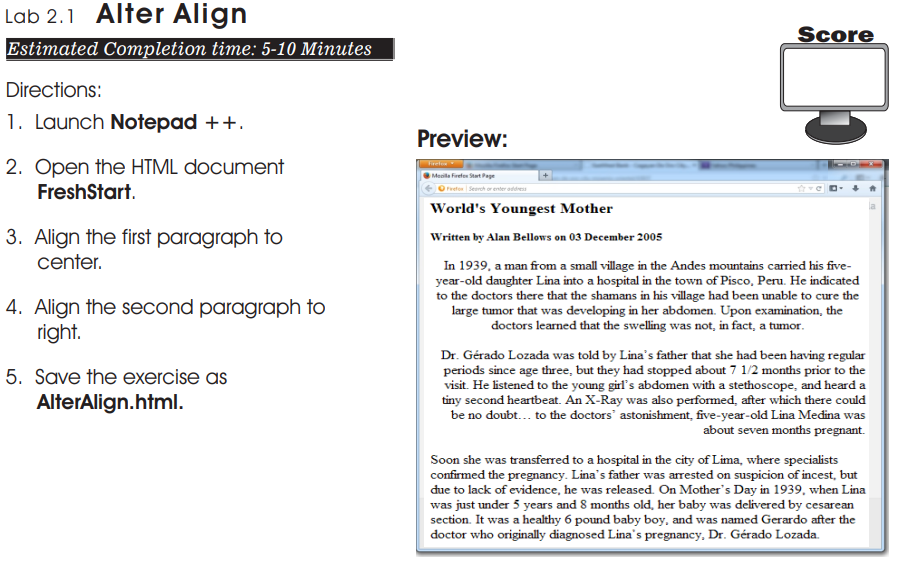 Lab 2.1 Alter Align
Estimated Completion time: 5-10 Minutes
Score
Directions:
1. Launch Notepad ++.
2. Open the HTML document
FreshStart.
3. Align the first paragraph to
center.
4. Align the second paragraph to
right.
5. Save the exercise as
AlterAlign.html.
Preview:
Firefox
Mozilla Firefox Start Page
Firefox Search or enter address
World's Youngest Mother
Written by Alan Bellows on 03 December 2005
In 1939, a man from a small village in the Andes mountains carried his five-
year-old daughter Lina into a hospital in the town of Pisco, Peru. He indicated
to the doctors there that the shamans in his village had been unable to cure the
large tumor that was developing in her abdomen. Upon examination, the
doctors learned that the swelling was not, in fact, a tumor.
Dr. Gérado Lozada was told by Lina's father that she had been having regular
periods since age three, but they had stopped about 7 1/2 months prior to the
visit. He listened to the young girl's abdomen with a stethoscope, and heard a
tiny second heartbeat. An X-Ray was also performed, after which there could
be no doubt… to the doctors' astonishment, five-year-old Lina Medina was
about seven months pregnant.
Soon she was transferred to a hospital in the city of Lima, where specialists
confirmed the pregnancy. Lina's father was arrested on suspicion of incest, but
due to lack of evidence, he was released. On Mother's Day in 1939, when Lina
was just under 5 years and 8 months old, her baby was delivered by cesarean
section. It was a healthy 6 pound baby boy, and was named Gerardo after the
doctor who originally diagnosed Lina's pregnancy, Dr. Gérado Lozada.